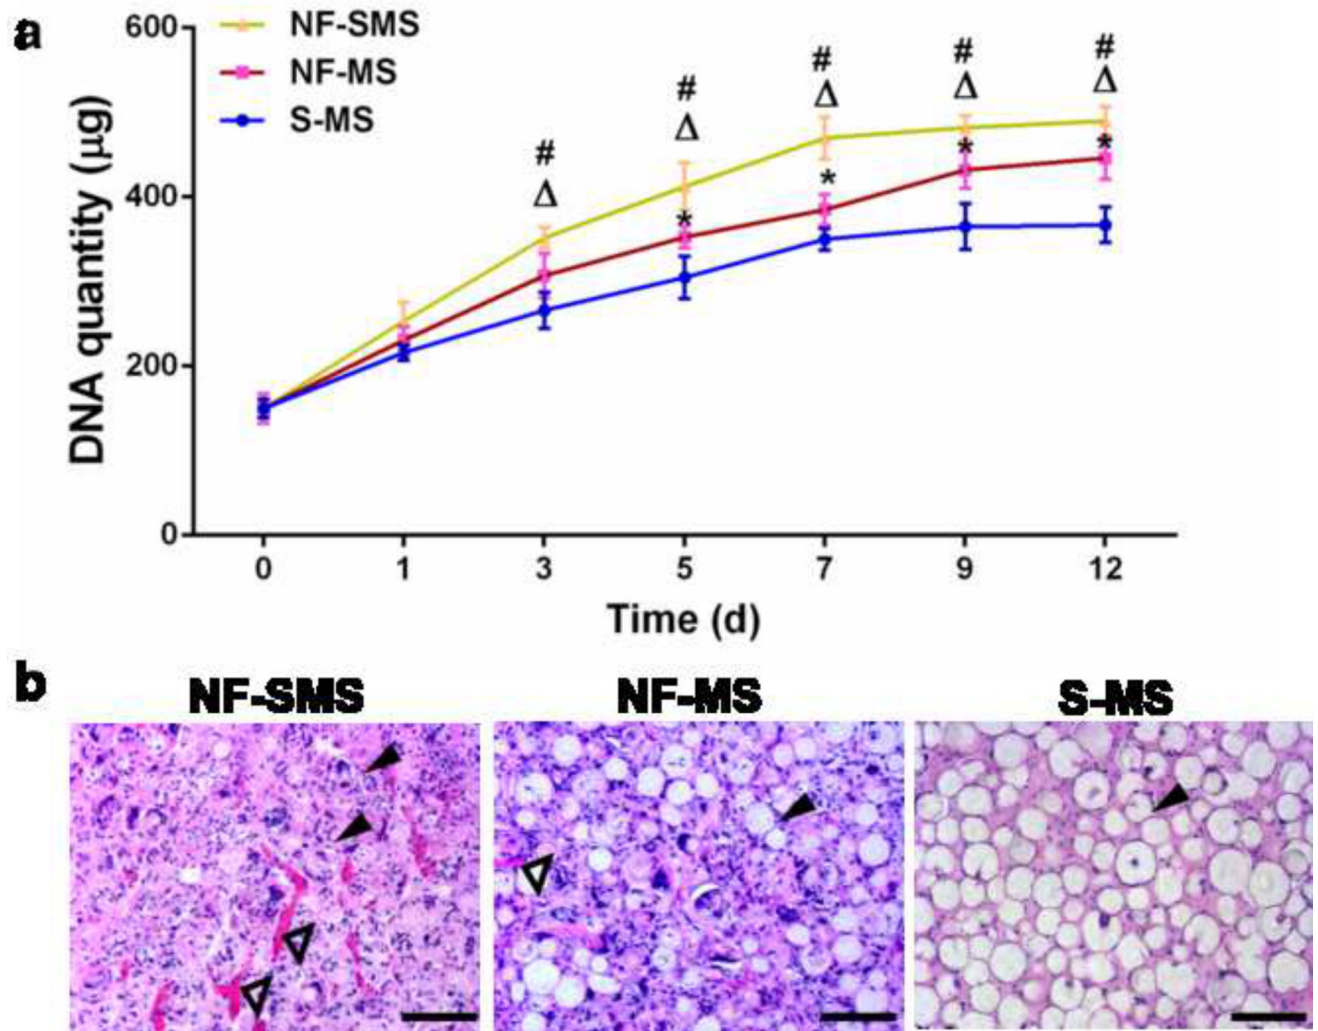 a
600
NF-SMS
NF-MS
S-MS
# # # # #
Δ Δ Δ Δ Δ
* * * *
400
200
0
DNA quantity (µg)
0 1 3 5 7 9 12
Time (d)
b
NF-SMS NF-MS S-MS